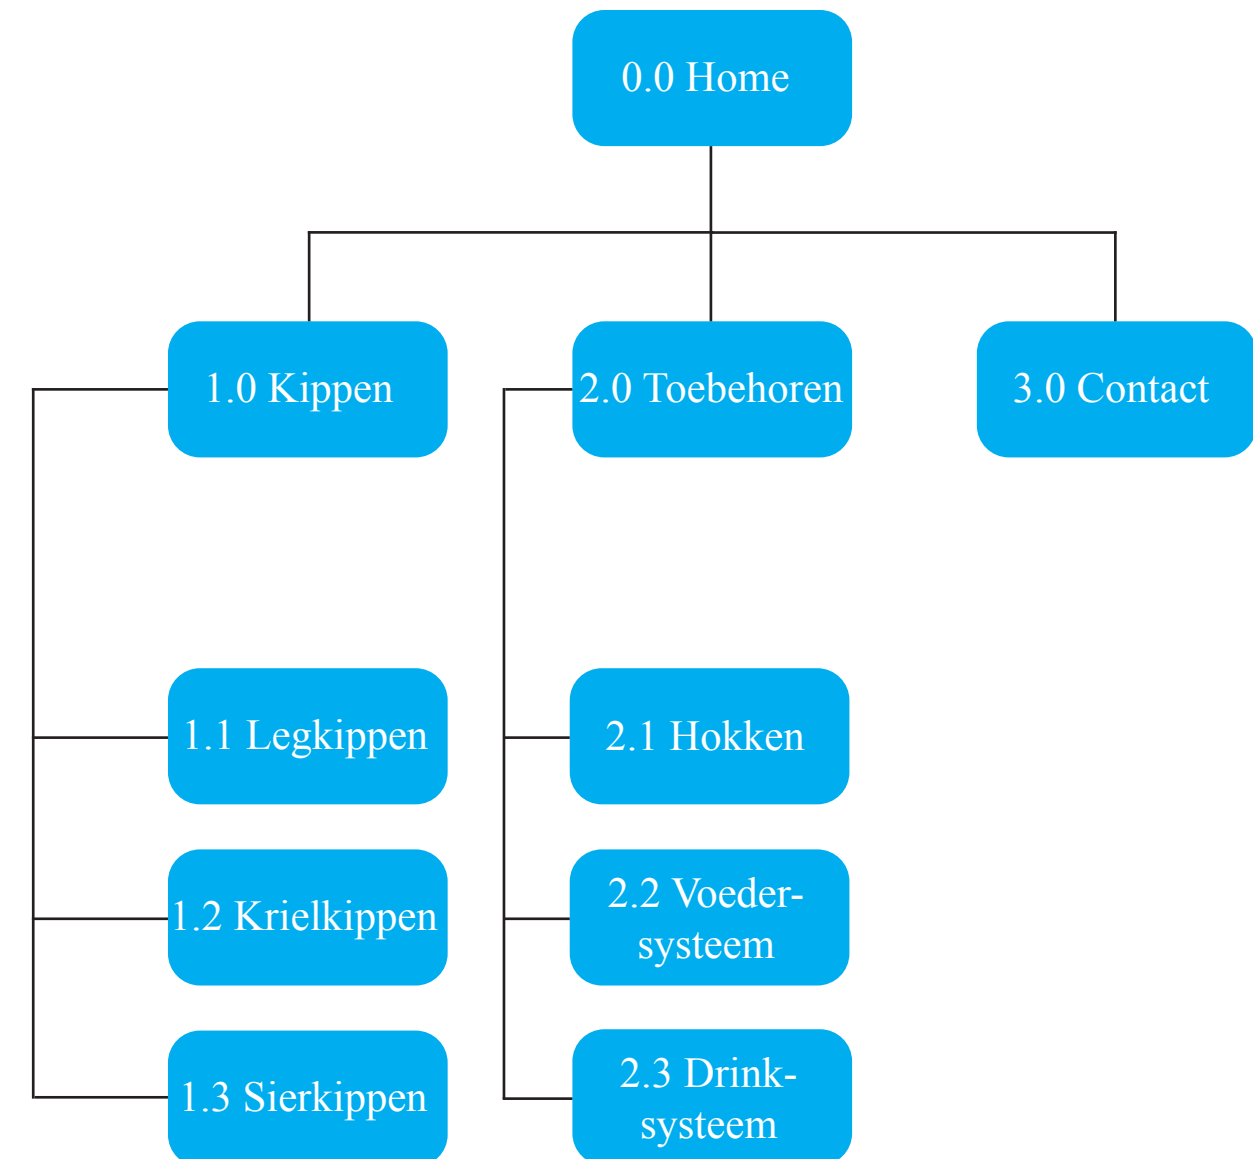 0.0 Home
1.0 Kippen
2.0 Toebehoren
3.0 Contact
1.1 Legkippen
2.1 Hokken
1.2 Krielkippen
2.2 Voeder-
systeem
1.3 Sierkippen
2.3 Drink-
systeem